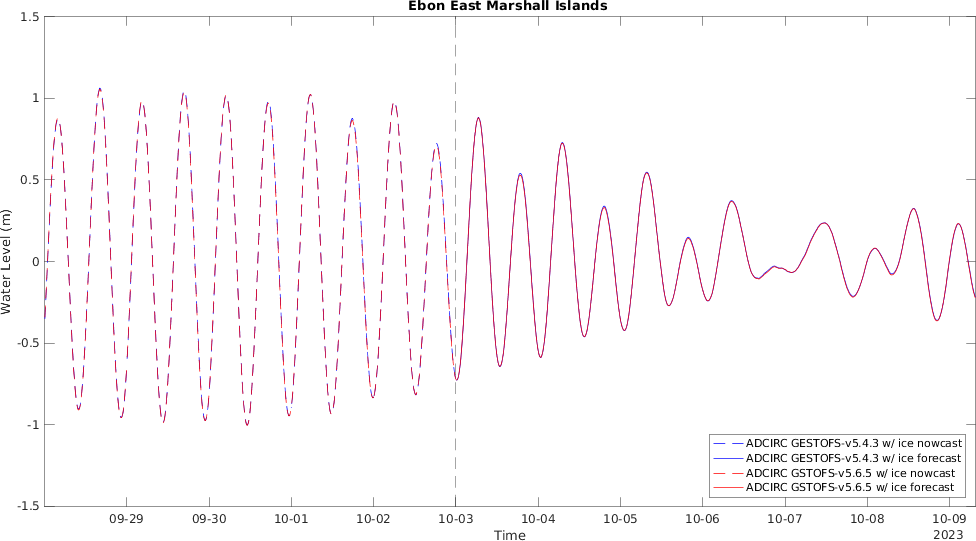 Ebon East Marshall Islands
1.5
1
0.5
0
-0.5
-1
-1.5
Water Level (m)
09-29 09-30 10-01 10-02 10-03 10-04 10-05 10-06 10-07 10-08 10-09
Time
2023
ADCIRC GESTOFS-v5.4.3 w/ ice nowcast
ADCIRC GESTOFS-v5.4.3 w/ ice forecast
ADCIRC GSTOFS-v5.6.5 w/ ice nowcast
ADCIRC GSTOFS-v5.6.5 w/ ice forecast